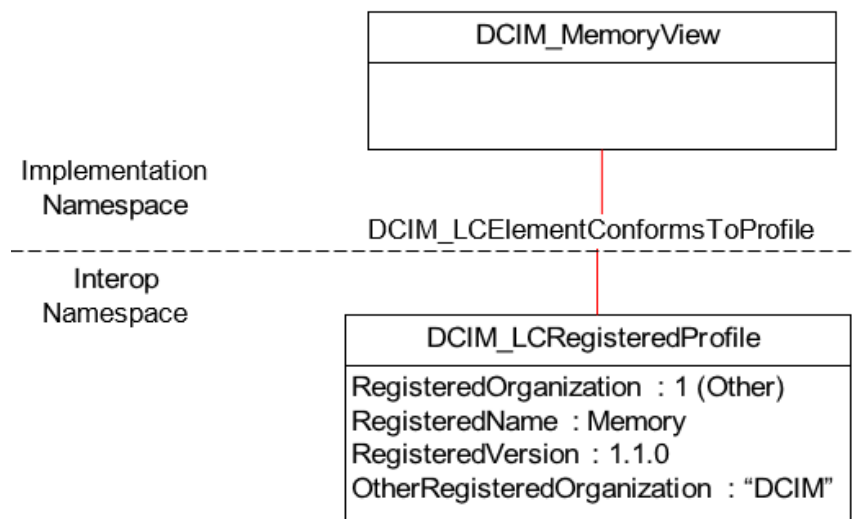 DCIM_MemoryView
Implementation
Namespace
DCIM_LCElementConformsToProfile
Interop
Namespace
DCIM_LCRegisteredProfile
RegisteredOrganization : 1 (Other)
RegisteredName : Memory
RegisteredVersion : 1.1.0
OtherRegisteredOrganization : “DCIM”